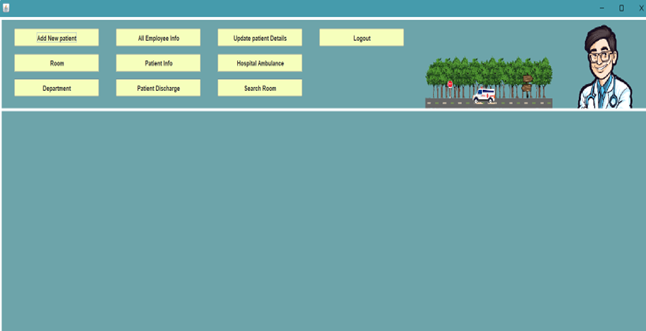 Add New patient
All Employee Info
Update patient Details
Logout
Room
Patient Info
Hospital Ambulance
Department
Patient Discharge
Search Room